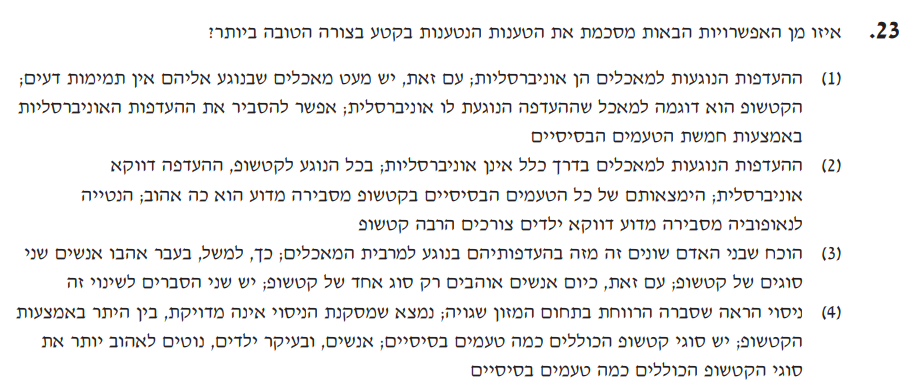 23. איזו מן האפשרויות הבאות מסכמת את הטענות הנטענות בקטע בצורה הטובה ביותר?
(1) ההעדפות הנוגעות למאכלים הן אוניברסליות; עם זאת, יש מעט מאכלים שבנוגע אליהם אין תמימות דעים;
הקטשופ הוא דוגמה למאכל שההעדפה הנוגעת לו אוניברסלית; אפשר להסביר את ההעדפות האוניברסליות
באמצעות חמשת הטעמים הבסיסיים
(2) ההעדפות הנוגעות למאכלים בדרך כלל אינן אוניברסליות; בכל הנוגע לקטשופ, ההעדפה דווקא
אוניברסלית; הימצאותם של כל הטעמים הבסיסיים בקטשופ מסבירה מדוע הוא כה אהוב; הנטייה
לנאופוביה מסבירה מדוע דווקא ילדים צורכים הרבה קטשופ
(3) הוכח שבני האדם שונים זה מזה בהעדפותיהם בנוגע למרבית המאכלים; כך, למשל, בעבר אהבו אנשים שני
סוגים של קטשופ; עם זאת, כיום אנשים אוהבים רק סוג אחד של קטשופ; יש שני הסברים לשינוי זה
(4) ניסוי הראה שסברה הרווחת בתחום המזון שגויה; נמצא שמסקנת הניסוי אינה מדויקת, בין היתר באמצעות
הקטשופ; יש סוגי קטשופ הכוללים כמה טעמים בסיסיים; אנשים, ובעיקר ילדים, נוטים לאהוב יותר את
סוגי הקטשופ הכוללים כמה טעמים בסיסיים